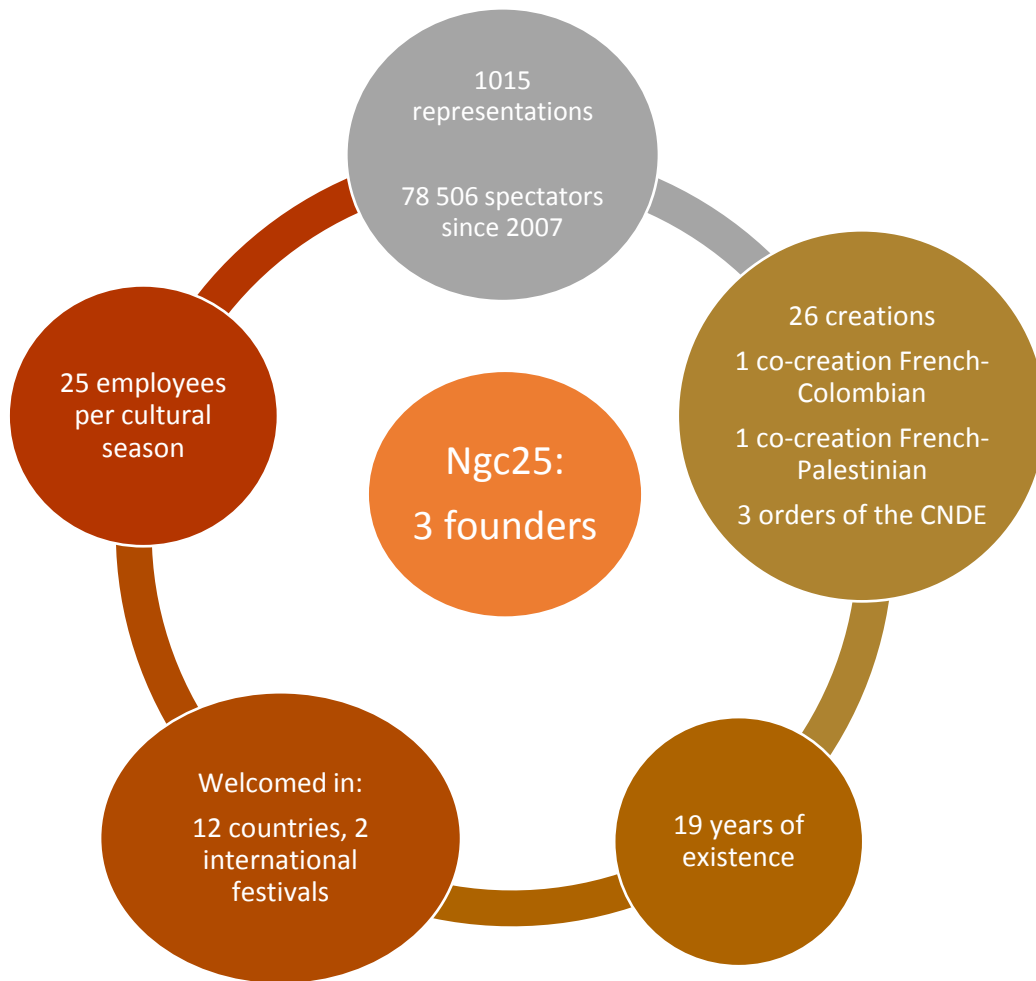 1015
representations
78 506 spectators
since 2007
26 creations
1 co-creation French-
Colombian
1 co-creation French-
Palestinian
3 orders of the CNDE
19 years of
existence
Welcomed in:
12 countries, 2
international
festivals
25 employees
per cultural
season
Ngc25:
3 founders